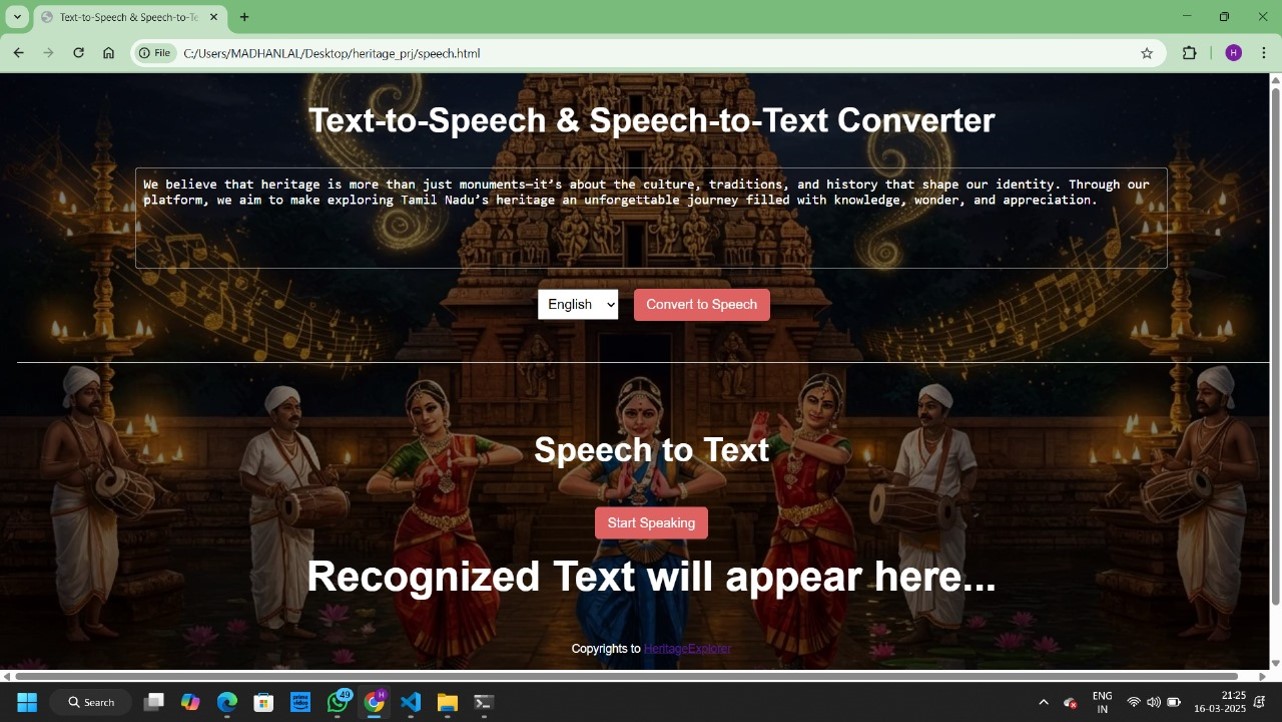 Text-to-Speech & Speech-to-Te
File
C:/Users/MADHANLAL/Desktop/heritage_prj/speech.html
H
Text-to-Speech & Speech-to-Text Converter
We believe that heritage is more than just monuments—it's about the culture, traditions, and history that shape our identity. Through our
platform, we aim to make exploring Tamil Nadu's heritage an unforgettable journey filled with knowledge, wonder, and appreciation.
English
Convert to Speech
Speech to Text
Start Speaking
Recognized Text will appear here...
Copyrights to HeritageExplorer
Search
prime video
49
H
ENG
IN
21:25
16-03-2025